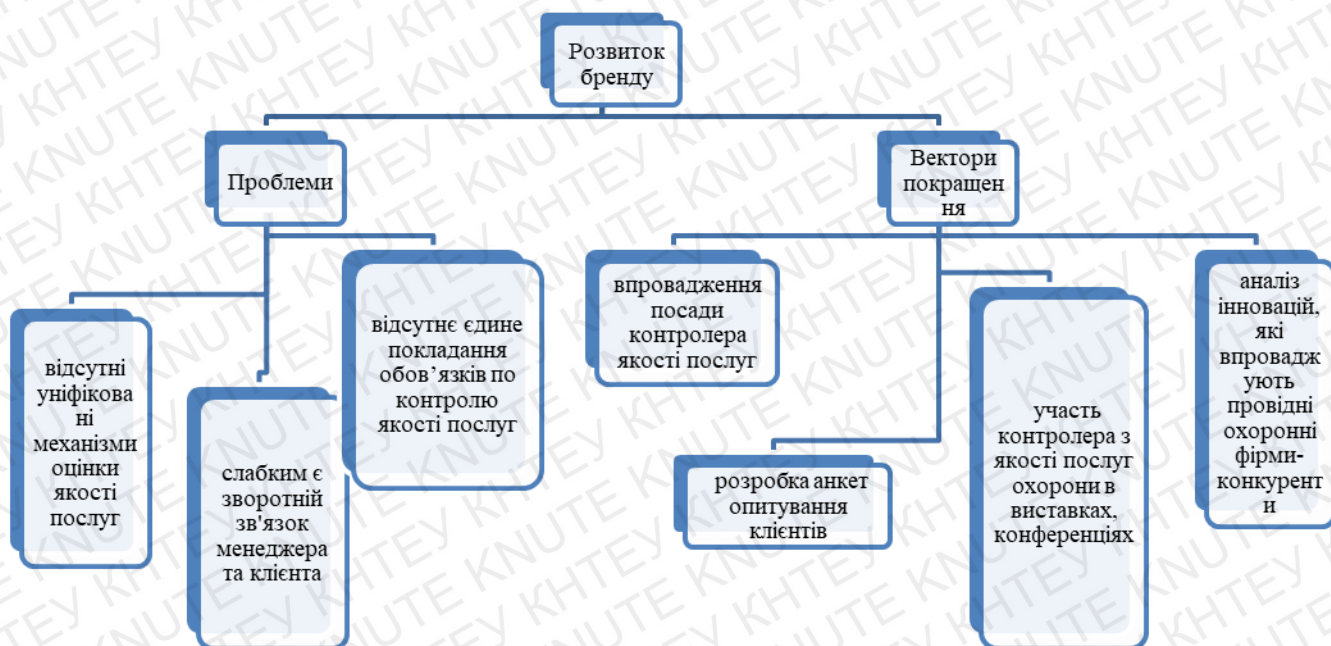 Розвиток
бренду
Проблеми
відсутні
уніфікова
ні
механізми
оцінки
якості
послуг
слабким є
зворотній
зв'язок
менеджера
та клієнта
відсутнє єдине
покладання
обов’язків по
контролю
якості послуг
Вектори
покращен
ня
впровадження
посади
контролера
якості послуг
розробка анкет
опитування
клієнтів
участь
контролера з
якості послуг
охорони в
виставках,
конференціях
аналіз
інновацій,
які
впровадж
ують
провідні
охоронні
фірми-
конкурент
и